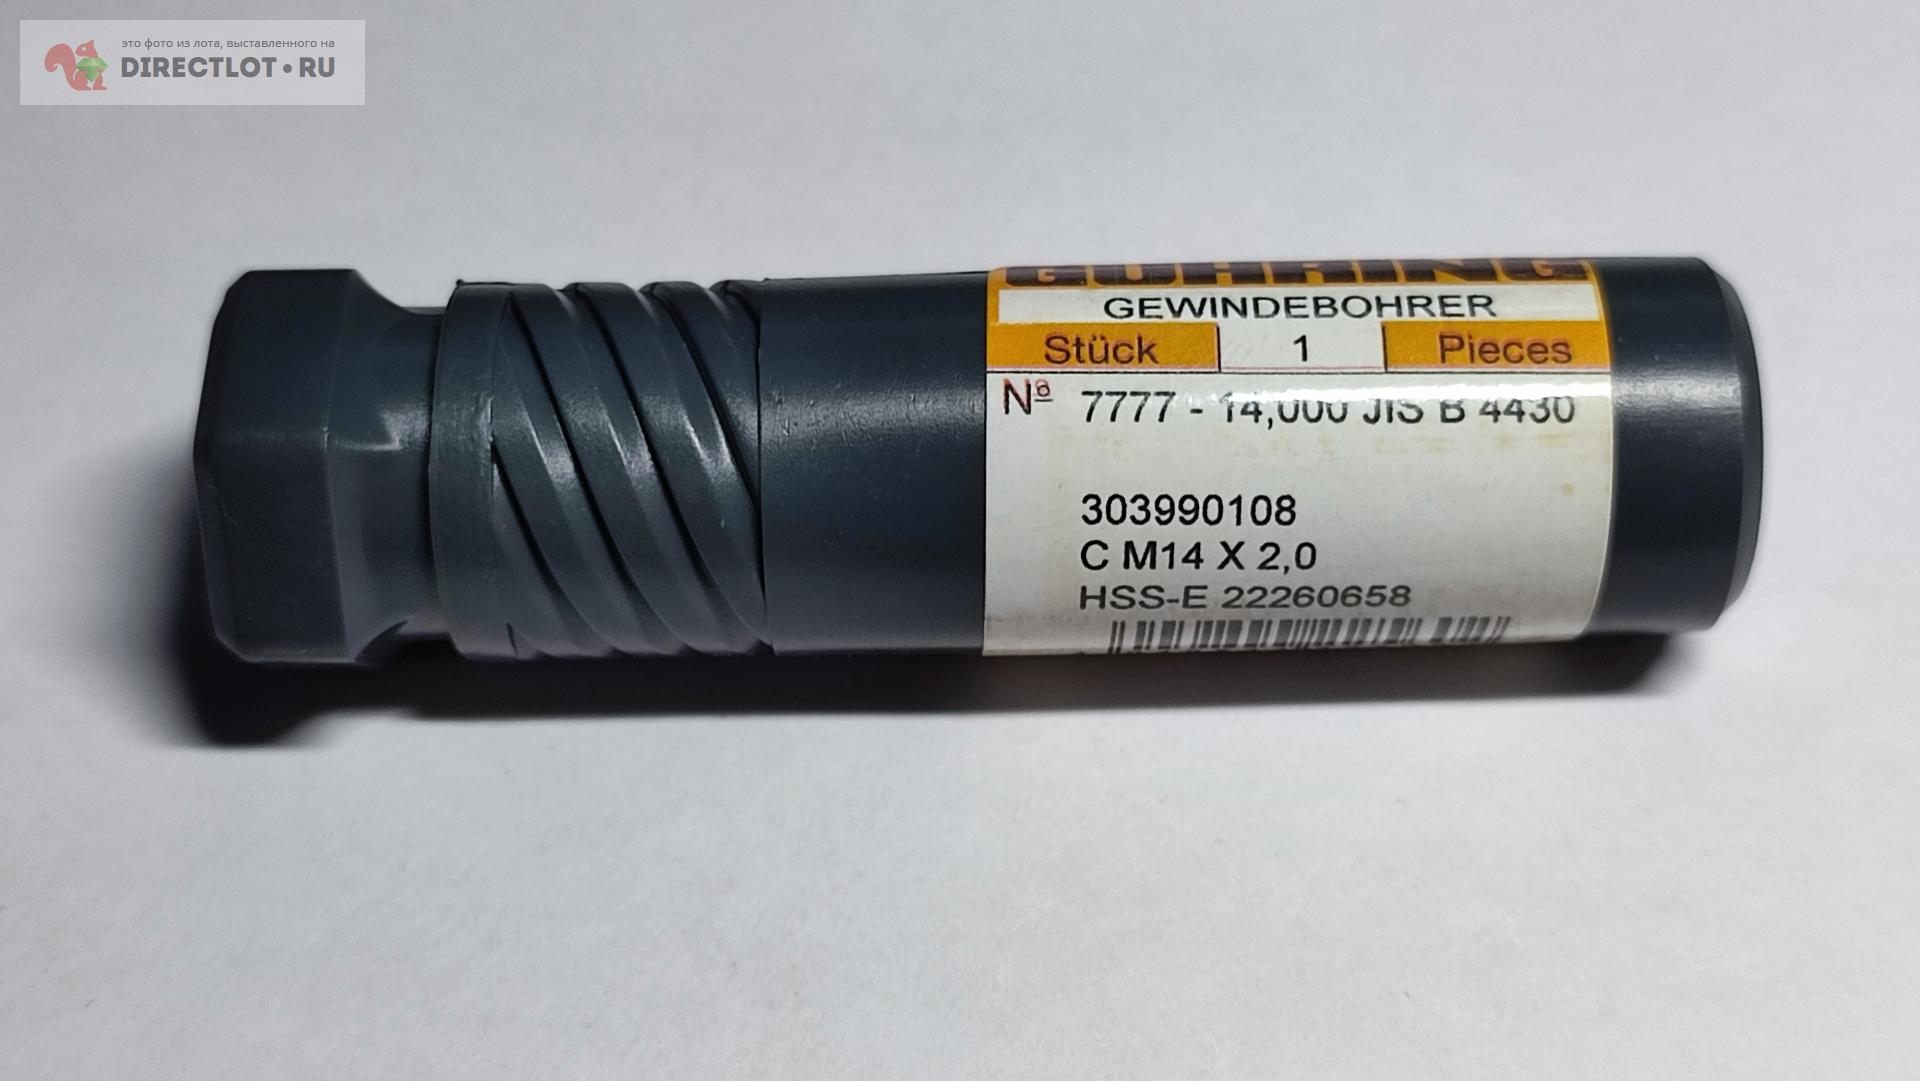 это фото из лота, выставленного на
DIRECTLOT•RU
GÜHRING
GEWINDEBOHRER
Stück 1 Pieces
Nº 7777 - 14,000 JIS B 4430
303990108
C M14 X 2,0
HSS-E 22260658